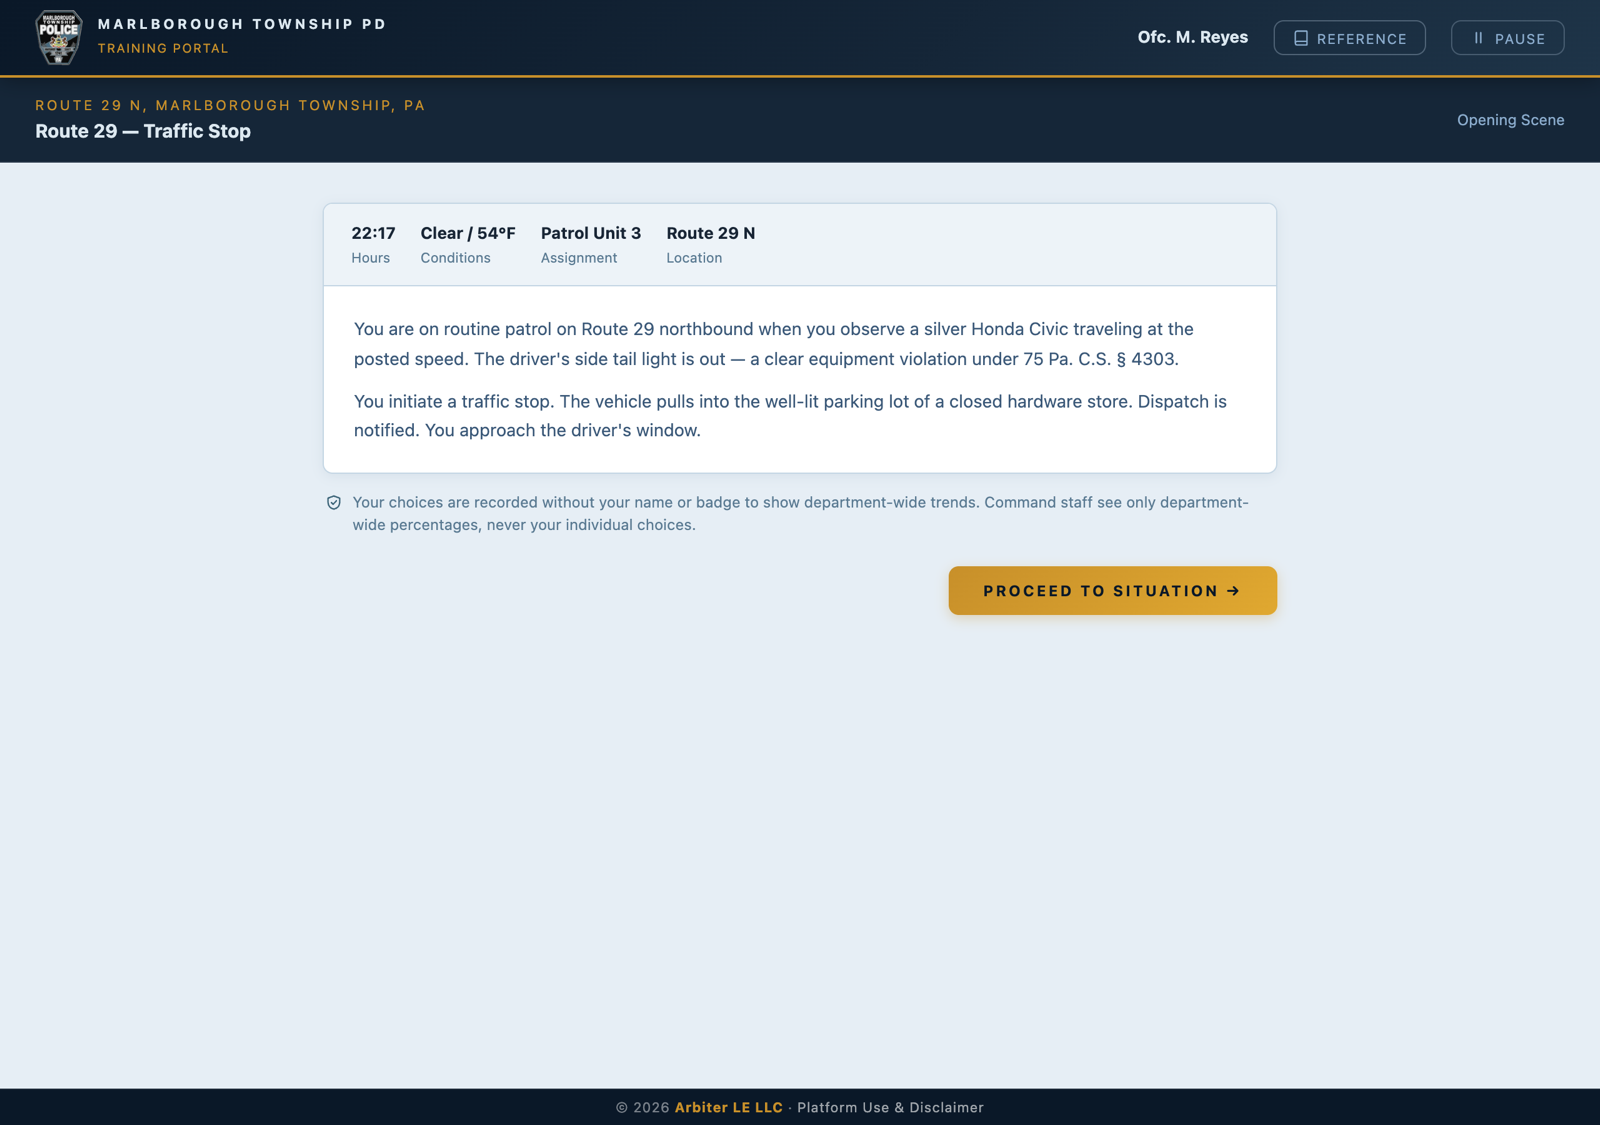 MARLBOROUGH
TOWNSHIP
POLICE
MARLBOROUGH TOWNSHIP PD
TRAINING PORTAL
Ofc. M. Reyes
REFERENCE
PAUSE
ROUTE 29 N, MARLBOROUGH TOWNSHIP, PA
Route 29 — Traffic Stop
Opening Scene
22:17
Hours
Clear / 54°F
Conditions
Patrol Unit 3
Assignment
Route 29 N
Location
You are on routine patrol on Route 29 northbound when you observe a silver Honda Civic traveling at the
posted speed. The driver's side tail light is out — a clear equipment violation under 75 Pa. C.S. § 4303.
You initiate a traffic stop. The vehicle pulls into the well-lit parking lot of a closed hardware store. Dispatch is
notified. You approach the driver's window.
Your choices are recorded without your name or badge to show department-wide trends. Command staff see only department-
wide percentages, never your individual choices.
PROCEED TO SITUATION →
© 2026 Arbiter LE LLC · Platform Use & Disclaimer